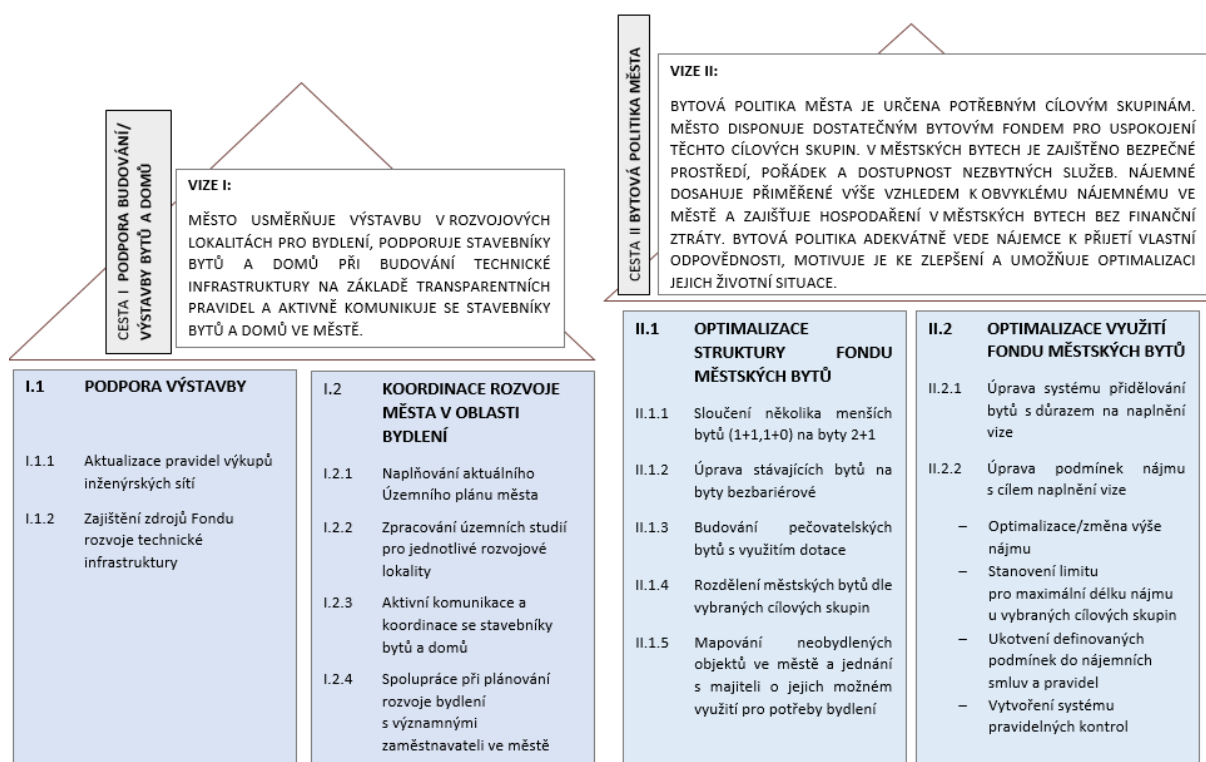 CESTA I PODPORA BUDOVÁNÍ/
VÝSTAVBY BYTŮ A DOMŮ
VIZE I:
MĚSTO USMĚRŇUJE VÝSTAVBU V ROZVOJOVÝCH
LOKALITÁCH PRO BYDLENÍ, PODPORUJE STAVEBNÍKY
BYTŮ A DOMŮ PŘI BUDOVÁNÍ TECHNICKÉ
INFRASTRUKTURY NA ZÁKLADĚ TRANSPARENTNÍCH
PRAVIDEL A AKTIVNĚ KOMUNIKUJE SE STAVEBNÍKY
BYTŮ A DOMŮ VE MĚSTĚ.
I.1 PODPORA VÝSTAVBY
I.1.1 Aktualizace pravidel výkupů
inženýrských sítí
I.1.2 Zajištění zdrojů Fondu
rozvoje technické
infrastruktury
I.2 KOORDINACE ROZVOJE
MĚSTA V OBLASTI
BYDLENÍ
I.2.1 Naplňování aktuálního
Územního plánu města
I.2.2 Zpracování územních studií
pro jednotlivé rozvojové
lokality
I.2.3 Aktivní komunikace a
koordinace se stavebníky
bytů a domů
I.2.4 Spolupráce při plánování
rozvoje bydlení
s významnými
zaměstnavateli ve městě
CESTA II BYTOVÁ POLITIKA MĚSTA
VIZE II:
BYTOVÁ POLITIKA MĚSTA JE URČENA POTŘEBNÝM CÍLOVÝM SKUPINÁM.
MĚSTO DISPONUJE DOSTATEČNÝM BYTOVÝM FONDEM PRO USPOKOJENÍ
TĚCHTO CÍLOVÝCH SKUPIN. V MĚSTSKÝCH BYTECH JE ZAJIŠTĚNO BEZPEČNÉ
PROSTŘEDÍ, POŘÁDEK A DOSTUPNOST NEZBYTNÝCH SLUŽEB. NÁJEMNÉ
DOSAHUJE PŘIMĚŘENÉ VÝŠE VZHLEDEM K OBVYKLÉMU NÁJEMNÉMU VE
MĚSTĚ A ZAJIŠŤUJE HOSPODAŘENÍ V MĚSTSKÝCH BYTECH BEZ FINANČNÍ
ZTRÁTY. BYTOVÁ POLITIKA ADEKVÁTNĚ VEDE NÁJEMCE K PŘIJETÍ VLASTNÍ
ODPOVĚDNOSTI, MOTIVUJE JE KE ZLEPŠENÍ A UMOŽŇUJE OPTIMALIZACI
JEJICH ŽIVOTNÍ SITUACE.
II.1 OPTIMALIZACE
STRUKTURY FONDU
MĚSTSKÝCH BYTŮ
II.1.1 Sloučení několika menších
bytů (1+1,1+0) na byty 2+1
II.1.2 Úprava stávajících bytů na
byty bezbariérové
II.1.3 Budování pečovatelských
bytů s využitím dotace
II.1.4 Rozdělení městských bytů dle
vybraných cílových skupin
II.1.5 Mapování neobydlených
objektů ve městě a jednání
s majiteli o jejich možném
využití pro potřeby bydlení
II.2 OPTIMALIZACE VYUŽITÍ
FONDU MĚSTSKÝCH BYTŮ
II.2.1 Úprava systému přidělování
bytů s důrazem na naplnění
vize
II.2.2 Úprava podmínek nájmu
s cílem naplnění vize
– Optimalizace/změna výše
nájmu
– Stanovení limitu
pro maximální délku nájmu
u vybraných cílových skupin
– Ukotvení definovaných
podmínek do nájemních
smluv a pravidel
– Vytvoření systému
pravidelných kontrol